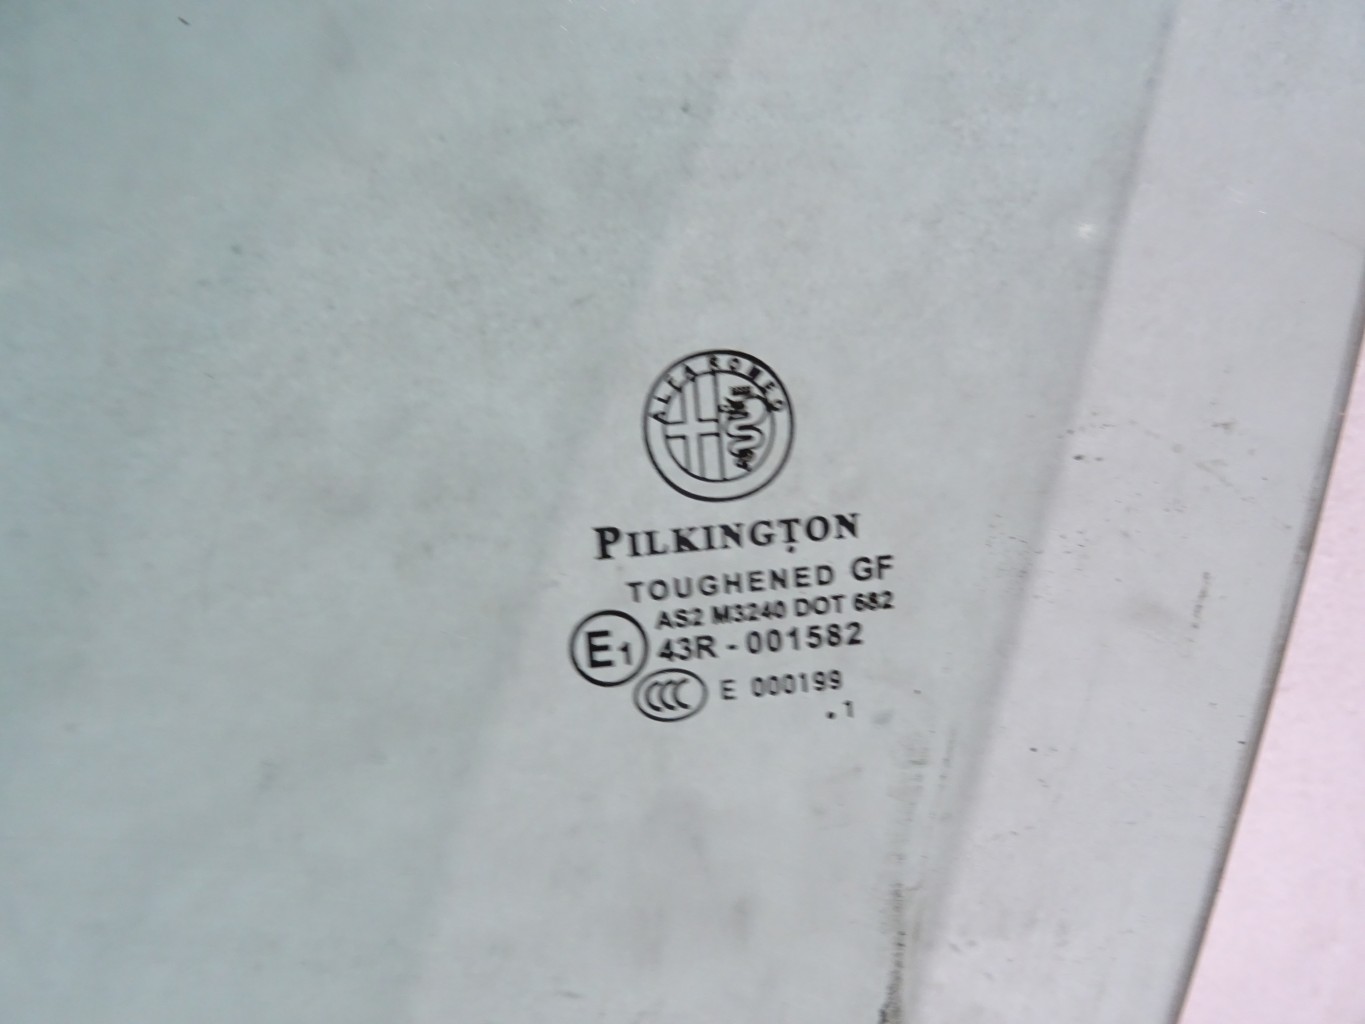 ALFA ROMEO
PILKINGTON
TOUGHENED GF
AS2 M3240 DOT 682
E1 43R - 001582
CCC E 000199
. 1